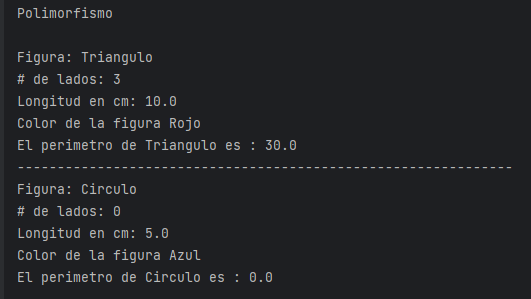 Polimorfismo
Figura: Triangulo
# de lados: 3
Longitud en cm: 10.0
Color de la figura Rojo
El perimetro de Triangulo es : 30.0
--------------------------------------------------------------
Figura: Circulo
# de lados: 0
Longitud en cm: 5.0
Color de la figura Azul
El perimetro de Circulo es : 0.0